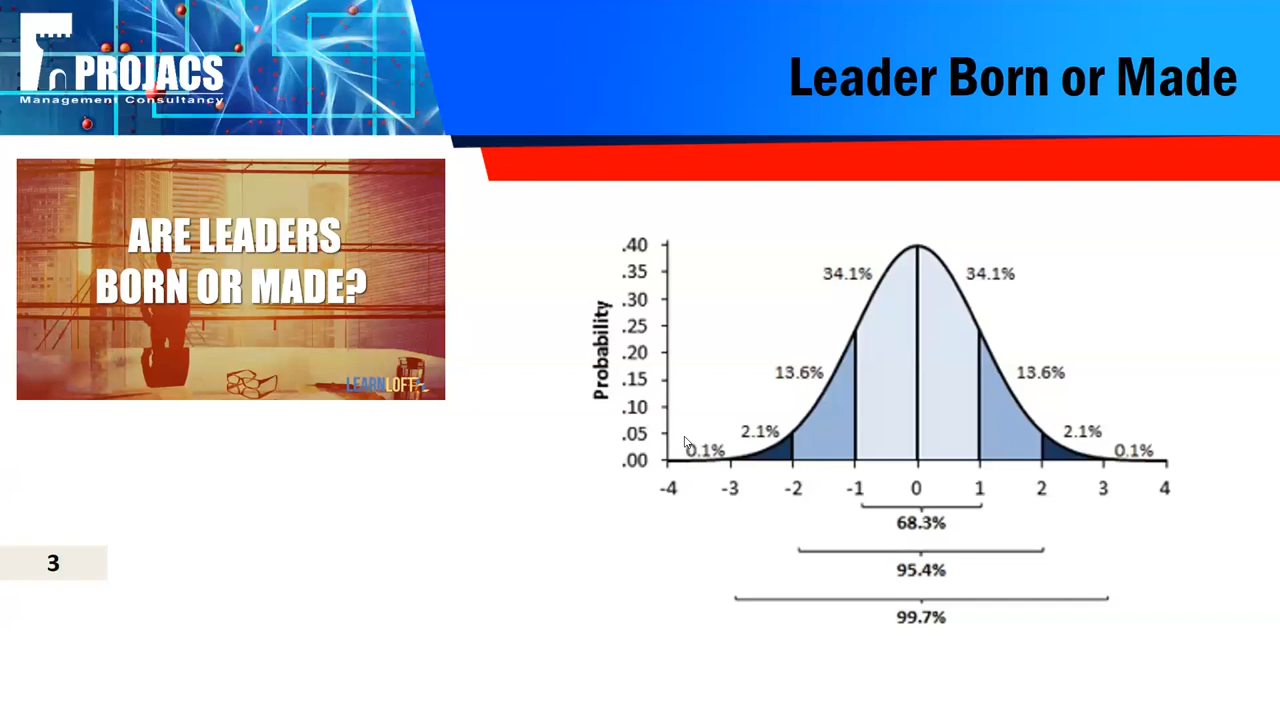 PROJACS
Management Consultancy
Leader Born or Made
ARE LEADERS
BORN OR MADE?
LEARNLOFT
Probability
.40
.35
.30
.25
.20
.15
.10
.05
.00
34.1% 34.1%
13.6% 13.6%
2.1% 2.1%
0.1% 0.1%
-4 -3 -2 -1 0 1 2 3 4
68.3%
95.4%
99.7%
3